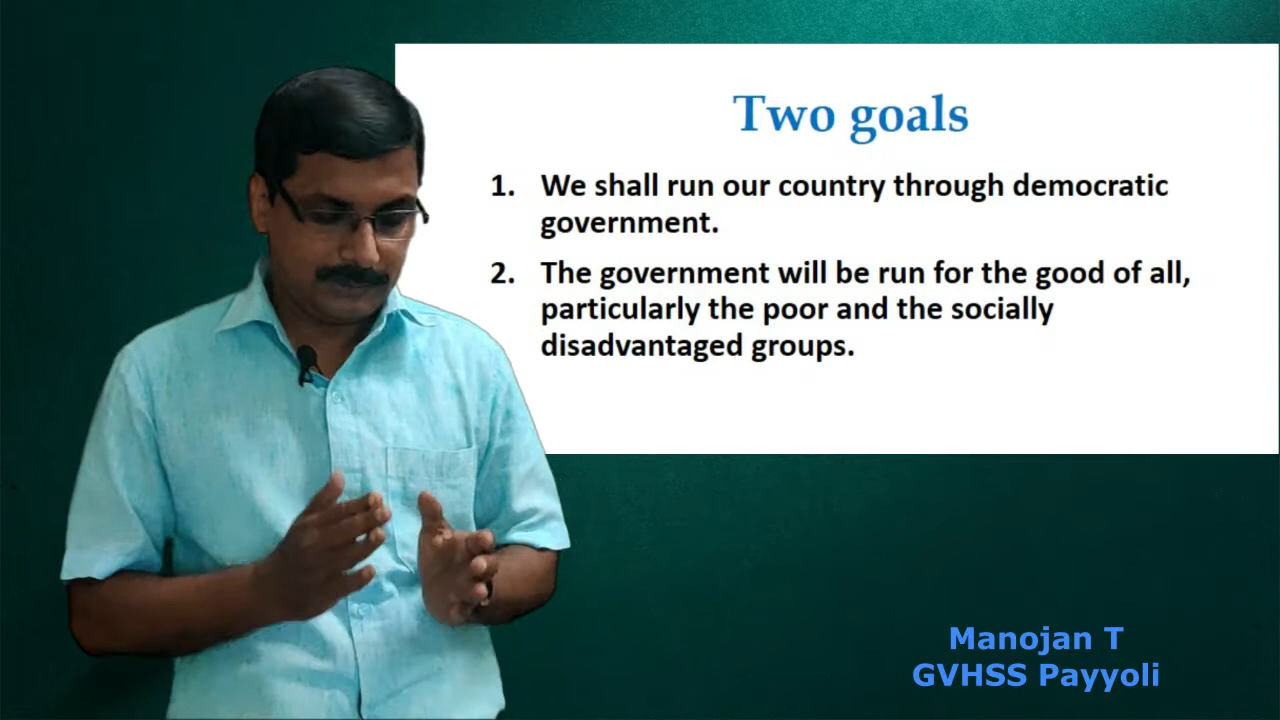 Two goals
1. We shall run our country through democratic
government.
2. The government will be run for the good of all,
particularly the poor and the socially
disadvantaged groups.
Manojan T
GVHSS Payyoli